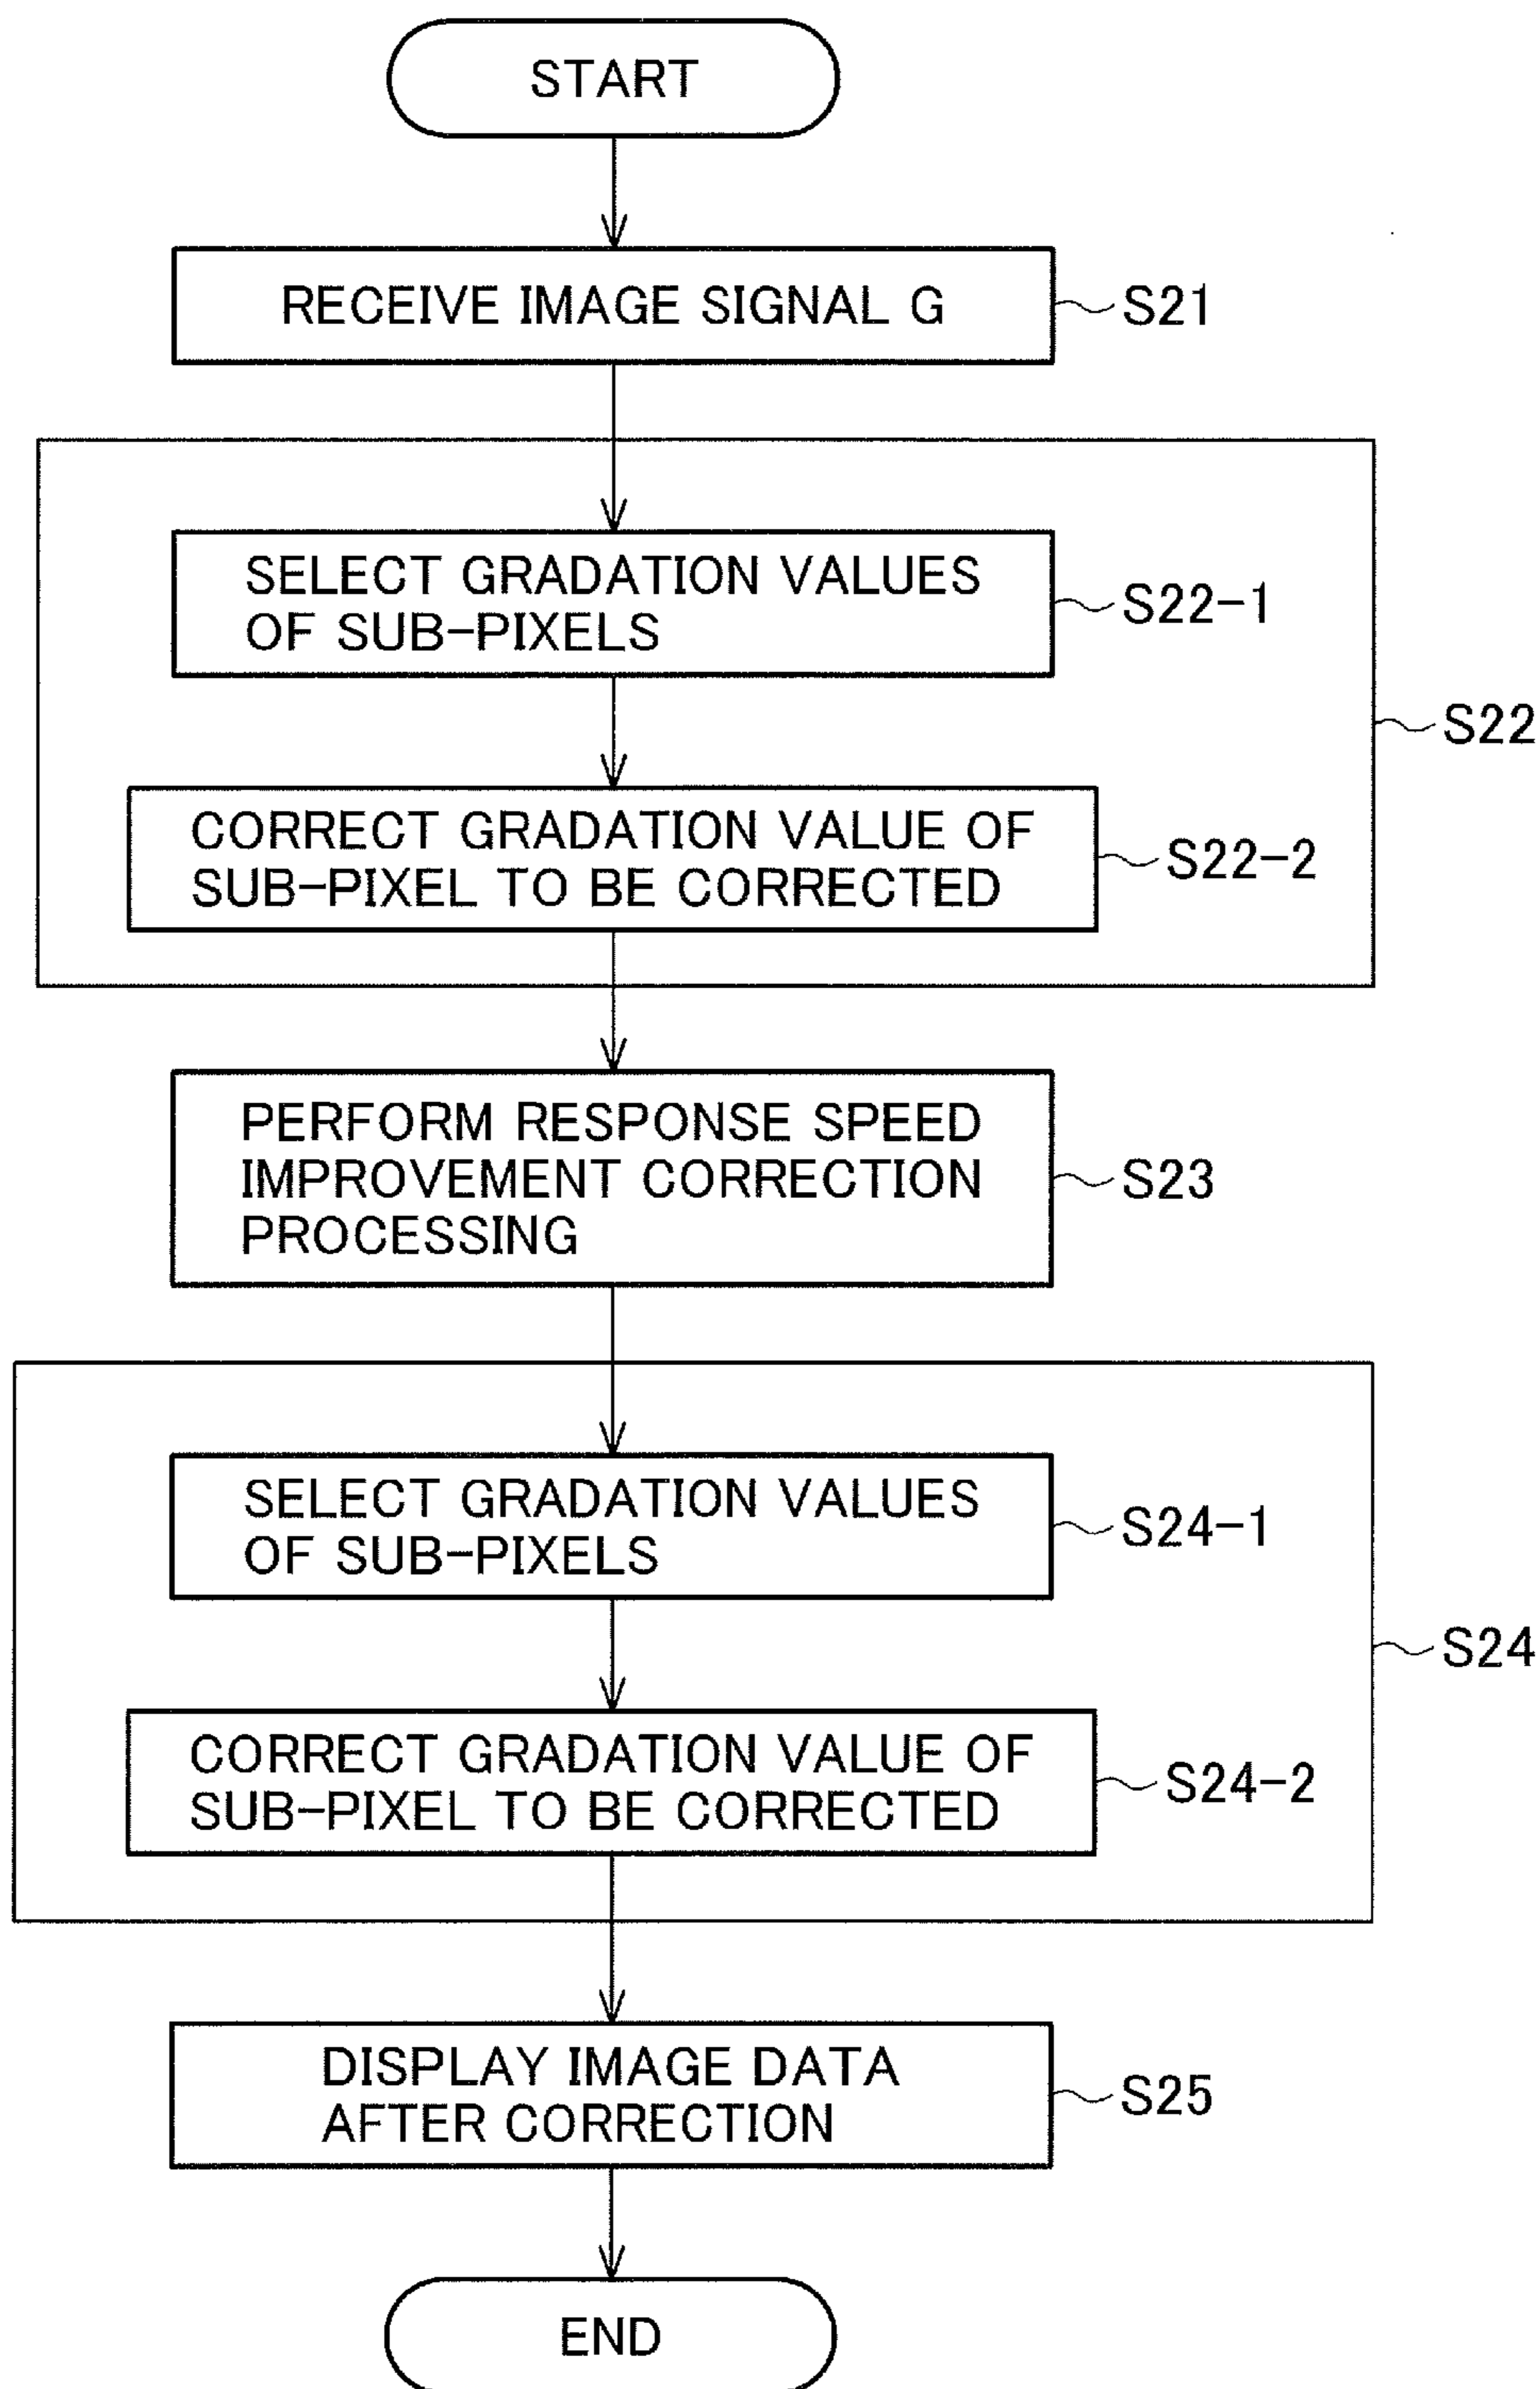 START
RECEIVE IMAGE SIGNAL G
S21
SELECT GRADATION VALUES
OF SUB-PIXELS
S22-1
S22
CORRECT GRADATION VALUE OF
SUB-PIXEL TO BE CORRECTED
S22-2
PERFORM RESPONSE SPEED
IMPROVEMENT CORRECTION
PROCESSING
S23
SELECT GRADATION VALUES
OF SUB-PIXELS
S24-1
S24
CORRECT GRADATION VALUE OF
SUB-PIXEL TO BE CORRECTED
S24-2
DISPLAY IMAGE DATA
AFTER CORRECTION
S25
END